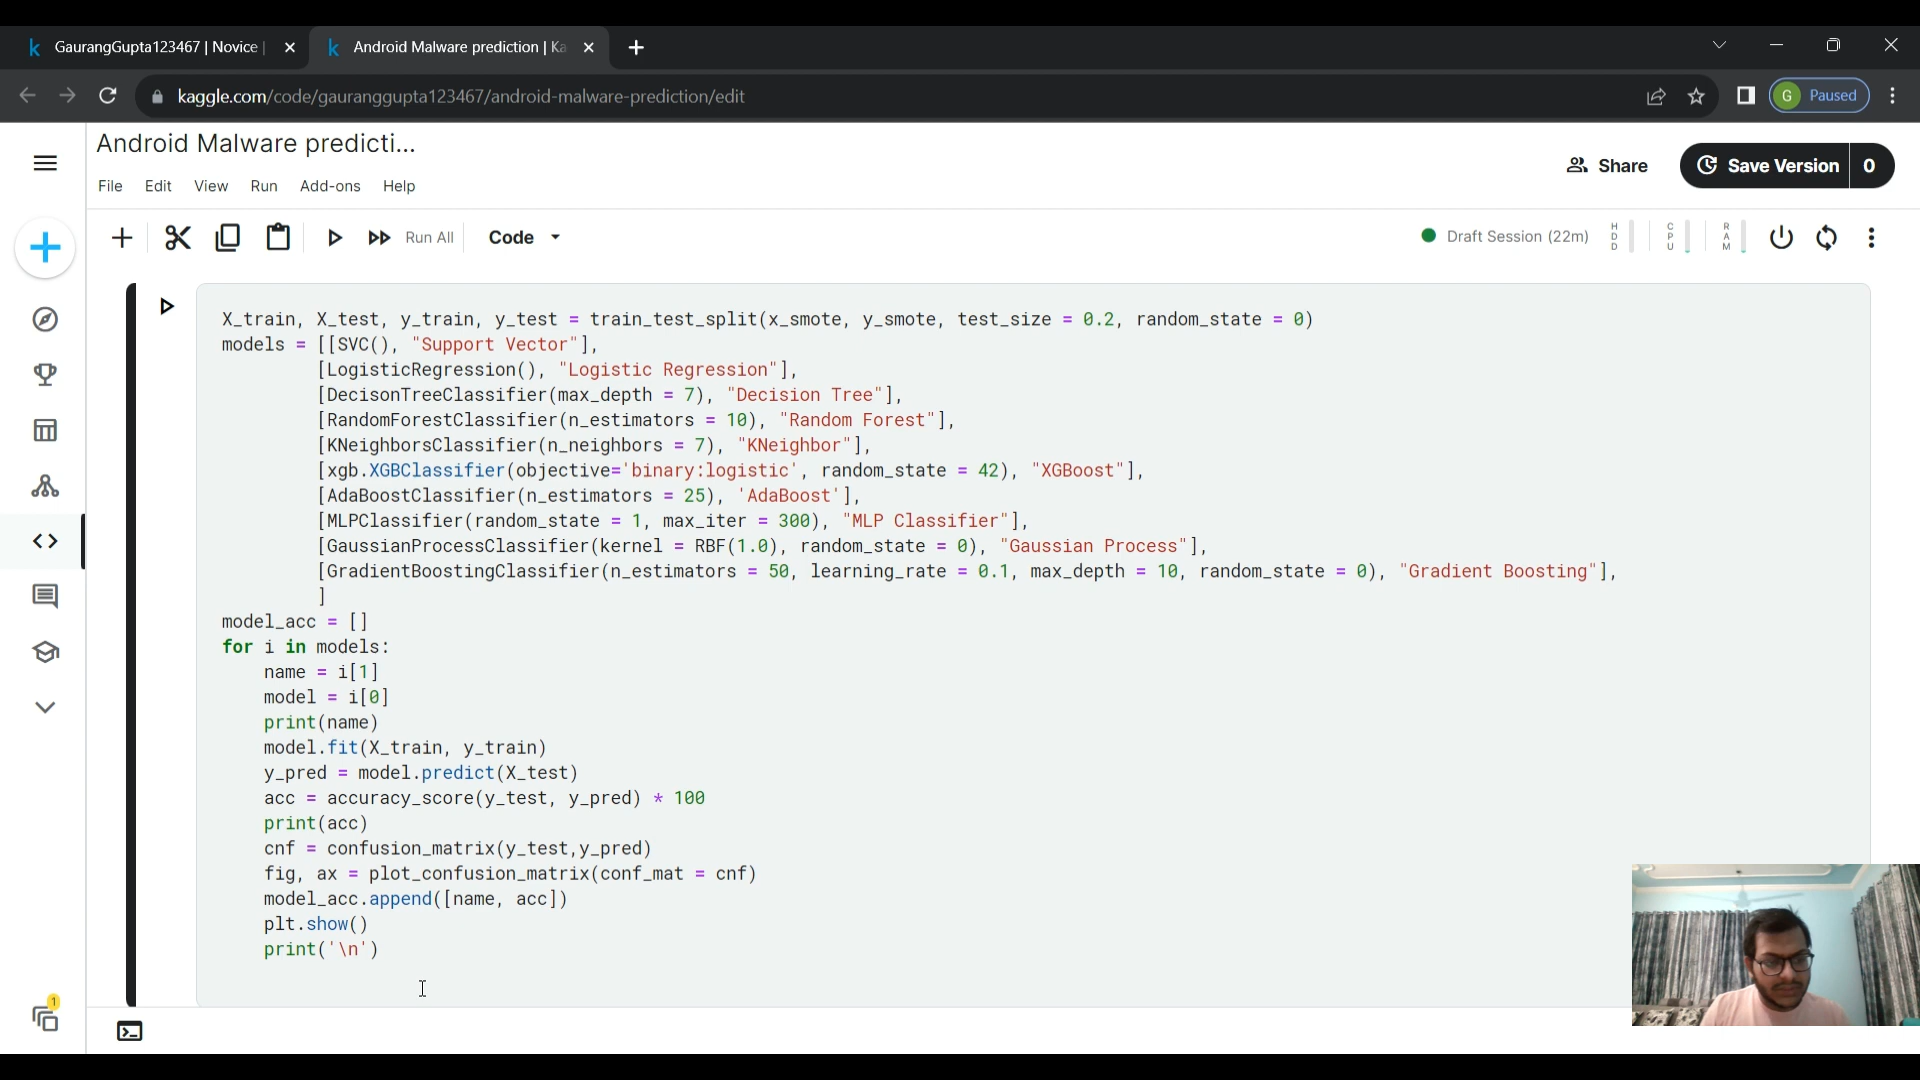 GaurangGupta123467 | Novice |
Android Malware prediction | Ka
kaggle.com/code/gauranggupta123467/android-malware-prediction/edit
G Paused
Android Malware predicti...
File Edit View Run Add-ons Help
Share
Save Version 0
Run All Code
Draft Session (22m)
HDD CPU RAM
X_train, X_test, y_train, y_test = train_test_split(x_smote, y_smote, test_size = 0.2, random_state = 0)
models = [[SVC(), "Support Vector"],
[LogisticRegression(), "Logistic Regression"],
[DecisonTreeClassifier(max_depth = 7), "Decision Tree"],
[RandomForestClassifier(n_estimators = 10), "Random Forest"],
[KNeighborsClassifier(n_neighbors = 7), "KNeighbor"],
[xgb.XGBClassifier(objective='binary:logistic', random_state = 42), "XGBoost"],
[AdaBoostClassifier(n_estimators = 25), 'AdaBoost'],
[MLPClassifier(random_state = 1, max_iter = 300), "MLP Classifier"],
[GaussianProcessClassifier(kernel = RBF(1.0), random_state = 0), "Gaussian Process"],
[GradientBoostingClassifier(n_estimators = 50, learning_rate = 0.1, max_depth = 10, random_state = 0), "Gradient Boosting"],
]
model_acc = []
for i in models:
name = i[1]
model = i[0]
print(name)
model.fit(X_train, y_train)
y_pred = model.predict(X_test)
acc = accuracy_score(y_test, y_pred) * 100
print(acc)
cnf = confusion_matrix(y_test,y_pred)
fig, ax = plot_confusion_matrix(conf_mat = cnf)
model_acc.append([name, acc])
plt.show()
print('\n')
1